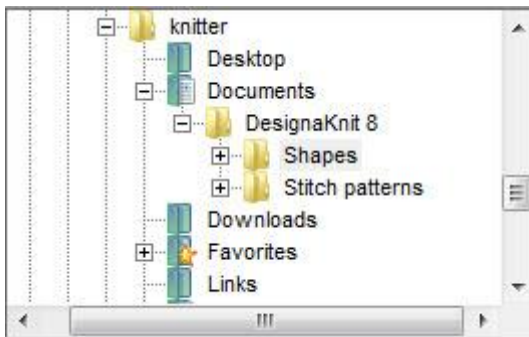 knitter
Desktop
Documents
DesignaKnit 8
Shapes
Stitch patterns
Downloads
Favorites
Links